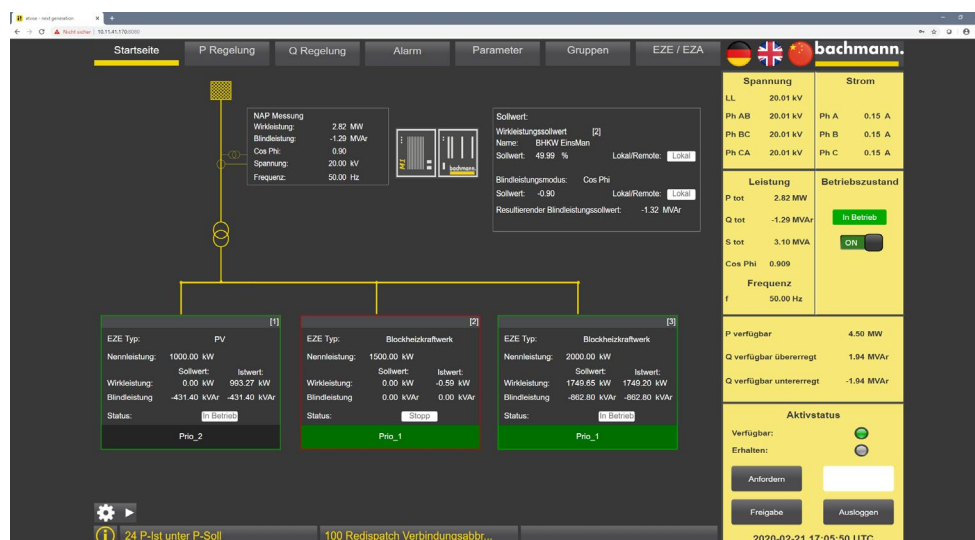 atvise - next generation
Nicht sicher | 10.11.41.170:8080
Startseite P Regelung Q Regelung Alarm Parameter Gruppen EZE / EZA bachmann.
NAP Messung
Wirkleistung: 2.82 MW
Blindleistung: -1.29 MVAr
Cos Phi: 0.90
Spannung: 20.00 kV
Frequenz: 50.00 Hz
M1
bachmann.
Sollwert:
Wirkleistungssollwert [2]
Name: BHKW EinsMan
Sollwert: 49.99 % Lokal/Remote: Lokal
Blindleistungsmodus: Cos Phi
Sollwert: -0.90 Lokal/Remote: Lokal
Resultierender Blindleistungssollwert: -1.32 MVAr
[1]
EZE Typ: PV
Nennleistung: 1000.00 kW
Sollwert: Istwert:
Wirkleistung: 0.00 kW 993.27 kW
Blindleistung -431.40 kVAr -431.40 kVAr
Status: In Betrieb
Prio_2
[2]
EZE Typ: Blockheizkraftwerk
Nennleistung: 1500.00 kW
Sollwert: Istwert:
Wirkleistung: 0.00 kW -0.59 kW
Blindleistung 0.00 kVAr 0.00 kVAr
Status: Stopp
Prio_1
[3]
EZE Typ: Blockheizkraftwerk
Nennleistung: 2000.00 kW
Sollwert: Istwert:
Wirkleistung: 1749.65 kW 1749.20 kW
Blindleistung -862.80 kVAr -862.80 kVAr
Status: In Betrieb
Prio_1
Spannung
LL 20.01 kV
Ph AB 20.01 kV
Ph BC 20.01 kV
Ph CA 20.01 kV
Strom
Ph A 0.15 A
Ph B 0.15 A
Ph C 0.15 A
Leistung
P tot 2.82 MW
Q tot -1.29 MVAr
S tot 3.10 MVA
Cos Phi 0.909
Frequenz
f 50.00 Hz
Betriebszustand
In Betrieb
ON
P verfügbar 4.50 MW
Q verfügbar übererregt 1.94 MVAr
Q verfügbar untererregt -1.94 MVAr
Aktivstatus
Verfügbar:
Erhalten:
Anfordern
Freigabe Ausloggen
2020-02-21 17:05:50 UTC
24 P-Ist unter P-Soll 100 Redispatch Verbindungsabbr...